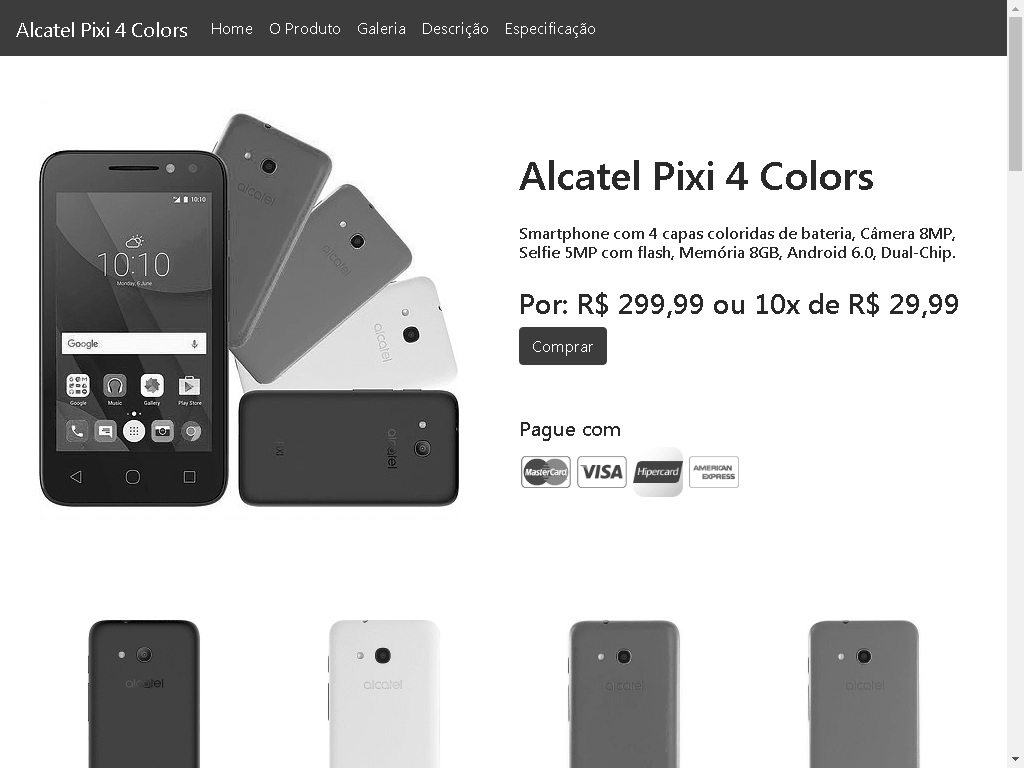 Alcatel Pixi 4 Colors Home O Produto Galeria Descrição Especificação
10:10
10:10
Monday, 6 June
Google
Google Music Gallery Play Store
alcatel
alcatel
alcatel
alcatel
Alcatel Pixi 4 Colors
Smartphone com 4 capas coloridas de bateria, Câmera 8MP,
Selfie 5MP com flash, Memória 8GB, Android 6.0, Dual-Chip.
Por: R$ 299,99 ou 10x de R$ 29,99
Comprar
Pague com
MasterCard VISA Hipercard AMERICAN EXPRESS
alcatel alcatel alcatel alcatel